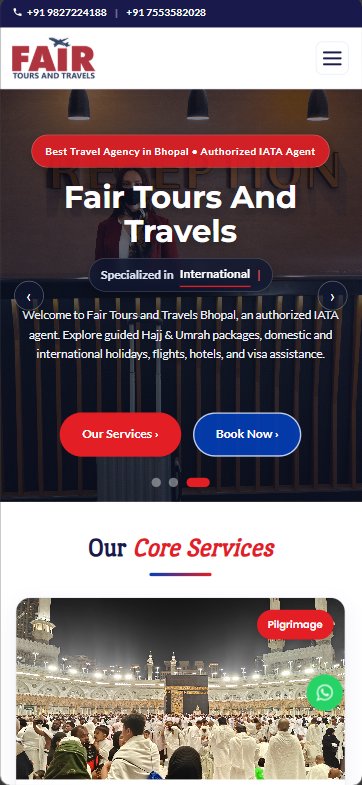 +91 9827224188 | +91 7553582028
FAIR
TOURS AND TRAVELS
Best Travel Agency in Bhopal • Authorized IATA Agent
RECEPTION
Fair Tours And
Travels
Specialized in International |
‹ ›
Welcome to Fair Tours and Travels Bhopal, an authorized IATA
agent. Explore guided Hajj & Umrah packages, domestic and
international holidays, flights, hotels, and visa assistance.
Our Services › Book Now ›
Our Core Services
Pilgrimage